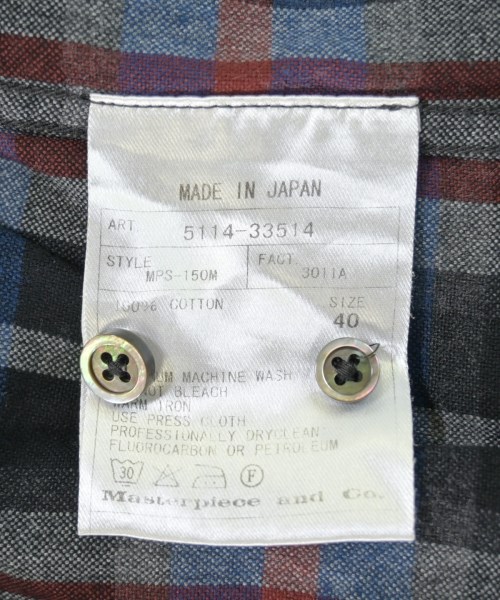 MADE IN JAPAN
ART. 5114-33514
STYLE FACT.
MPS-150M 3011A
100% COTTON SIZE
40
MACHINE WASH
BLEACH
IRON
USE PRESS CLOTH
PROFESSIONALLY DRYCLEAN
FLUOROCARBON OR PETROLEUM
30 F
Masterpiece and Co.